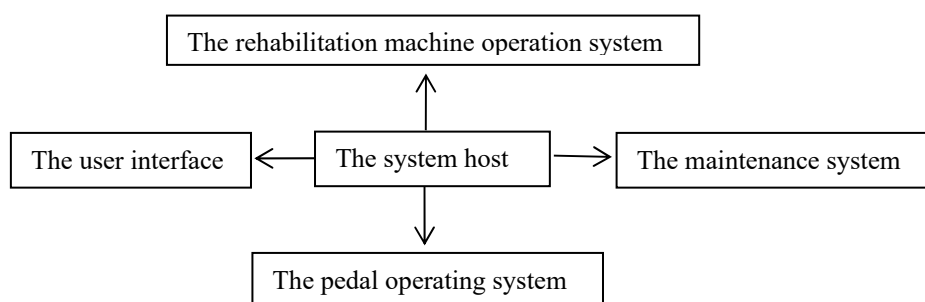 The rehabilitation machine operation system
The user interface
The system host
The maintenance system
The pedal operating system